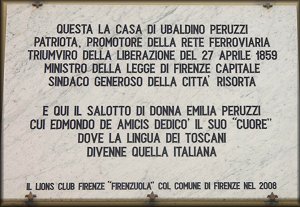 QUESTA LA CASA DI UBALDINO PERUZZI
PATRIOTA, PROMOTORE DELLA RETE FERROVIARIA
TRIUMVIRO DELLA LIBERAZIONE DEL 27 APRILE 1859
MINISTRO DELLA LEGGE DI FIRENZE CAPITALE
SINDACO GENEROSO DELLA CITTA' RISORTA
E QUI IL SALOTTO DI DONNA EMILIA PERUZZI
CUI EDMONDO DE AMICIS DEDICO' IL SUO "CUORE"
DOVE LA LINGUA DEI TOSCANI
DIVENNE QUELLA ITALIANA
IL LIONS CLUB FIRENZE "FIRENZUOLA" COL COMUNE DI FIRENZE NEL 2008